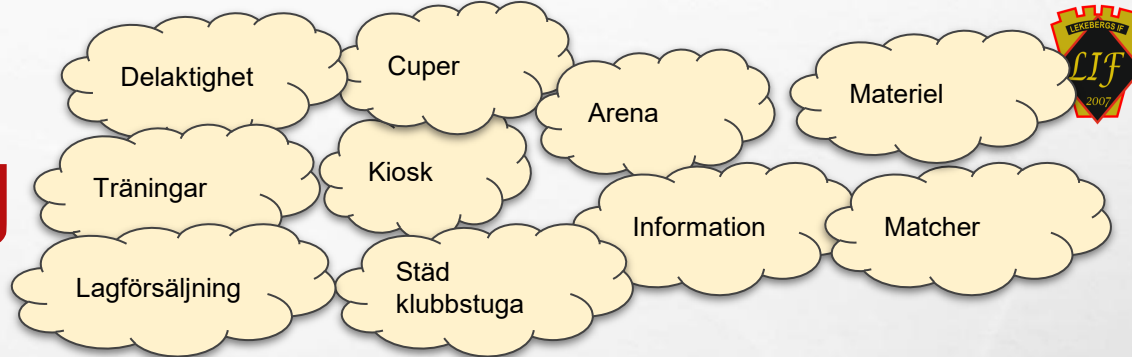 Delaktighet
Cuper
Arena
Materiel
LEKEBERGS IF
LIF
2007
Träningar
Kiosk
Information
Matcher
Lagförsäljning
Städ
klubbstuga